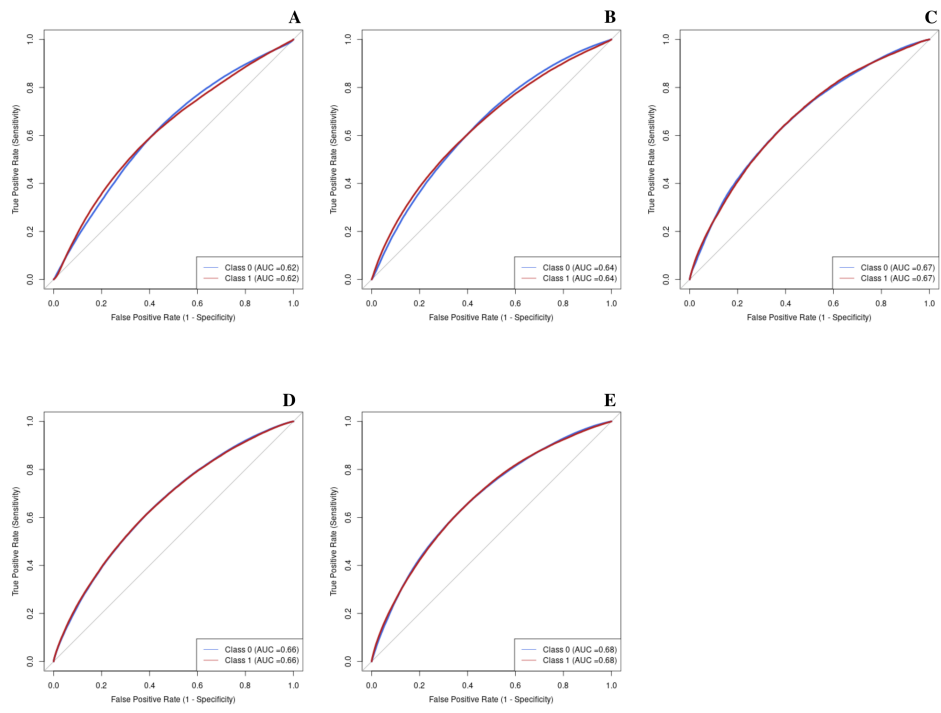 A
True Positive Rate (Sensitivity)
1.0
0.8
0.6
0.4
0.2
0.0
Class 0 (AUC =0.62)
Class 1 (AUC =0.62)
0.0 0.2 0.4 0.6 0.8 1.0
False Positive Rate (1 - Specificity)
B
True Positive Rate (Sensitivity)
1.0
0.8
0.6
0.4
0.2
0.0
Class 0 (AUC =0.64)
Class 1 (AUC =0.64)
0.0 0.2 0.4 0.6 0.8 1.0
False Positive Rate (1 - Specificity)
C
True Positive Rate (Sensitivity)
1.0
0.8
0.6
0.4
0.2
0.0
Class 0 (AUC =0.67)
Class 1 (AUC =0.67)
0.0 0.2 0.4 0.6 0.8 1.0
False Positive Rate (1 - Specificity)
D
True Positive Rate (Sensitivity)
1.0
0.8
0.6
0.4
0.2
0.0
Class 0 (AUC =0.66)
Class 1 (AUC =0.66)
0.0 0.2 0.4 0.6 0.8 1.0
False Positive Rate (1 - Specificity)
E
True Positive Rate (Sensitivity)
1.0
0.8
0.6
0.4
0.2
0.0
Class 0 (AUC =0.68)
Class 1 (AUC =0.68)
0.0 0.2 0.4 0.6 0.8 1.0
False Positive Rate (1 - Specificity)